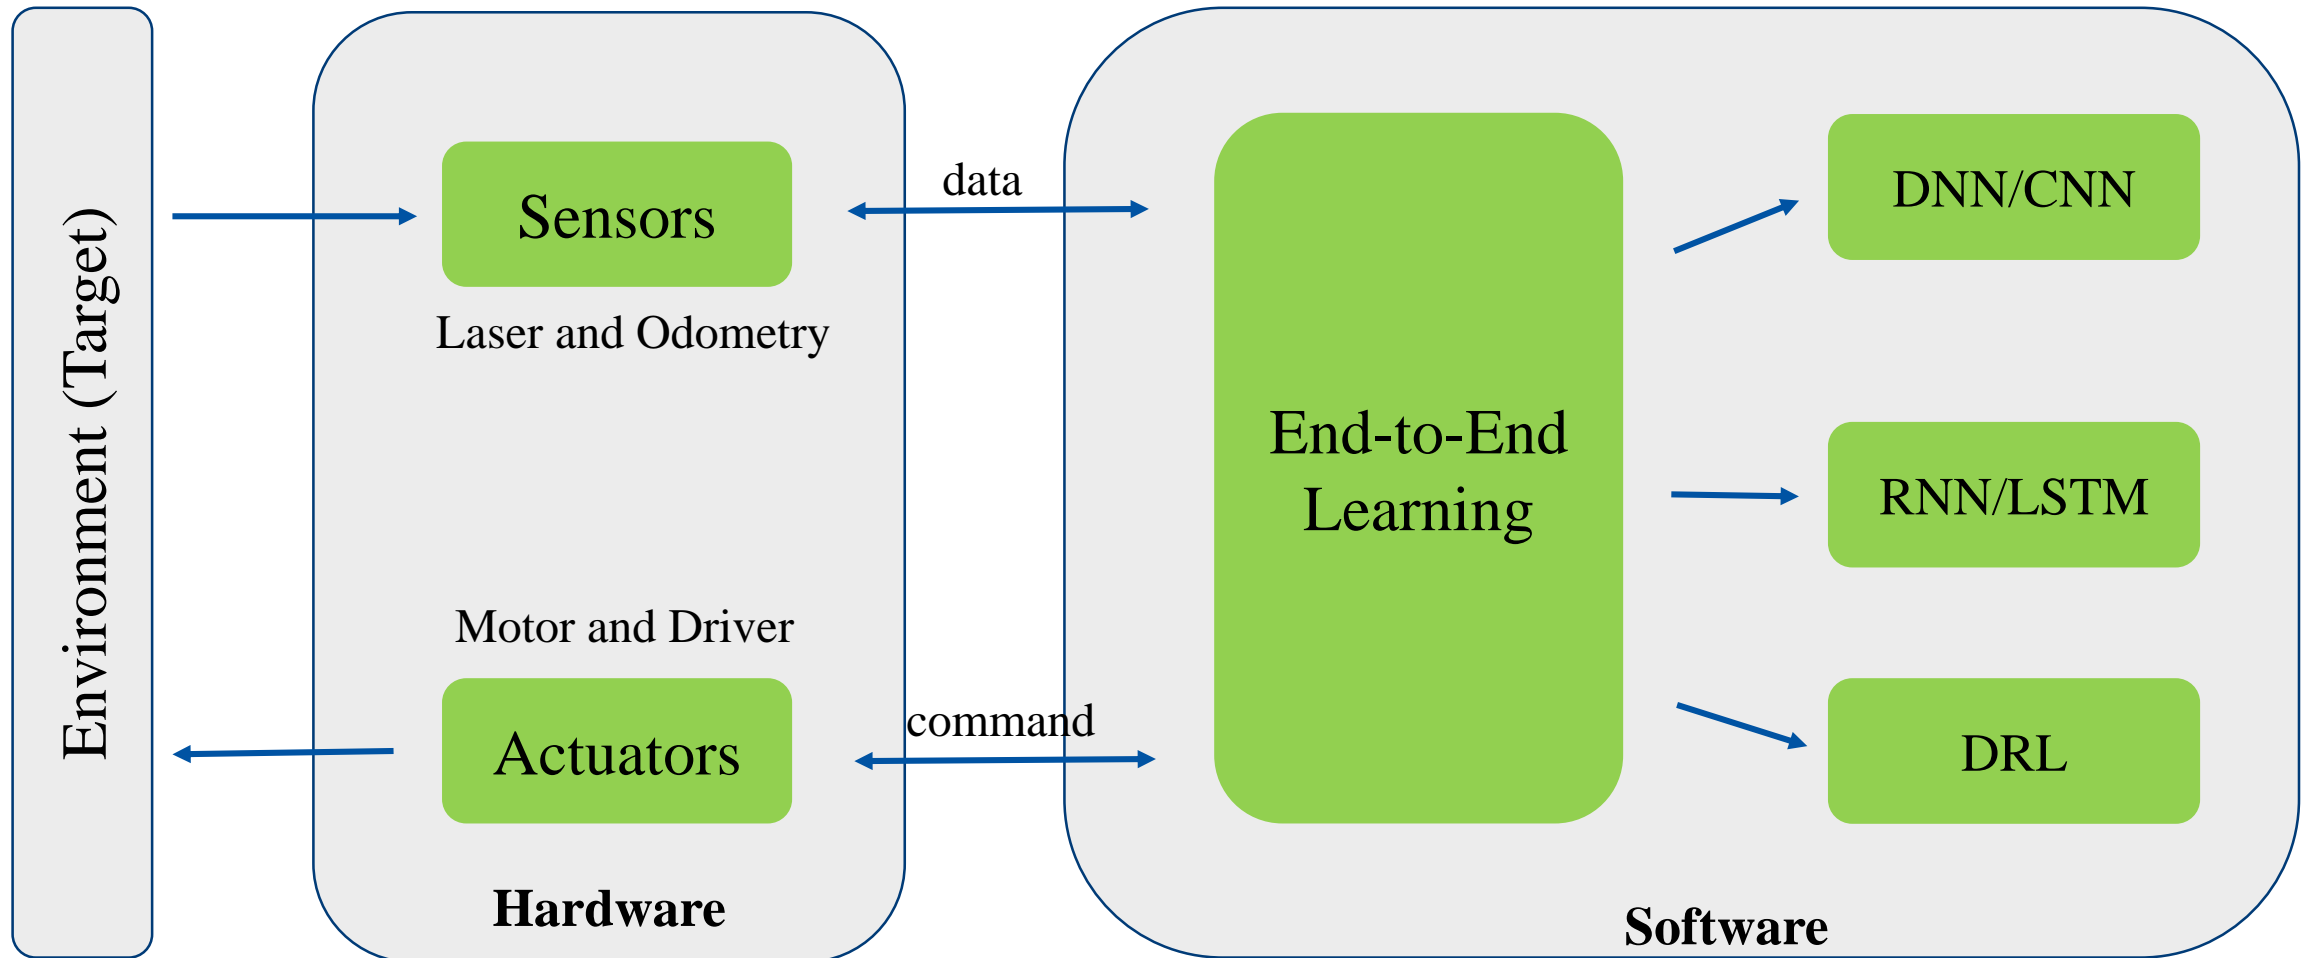 Environment (Target)
Sensors
Laser and Odometry
Motor and Driver
Actuators
Hardware
data
command
End-to-End
Learning
DNN/CNN
RNN/LSTM
DRL
Software